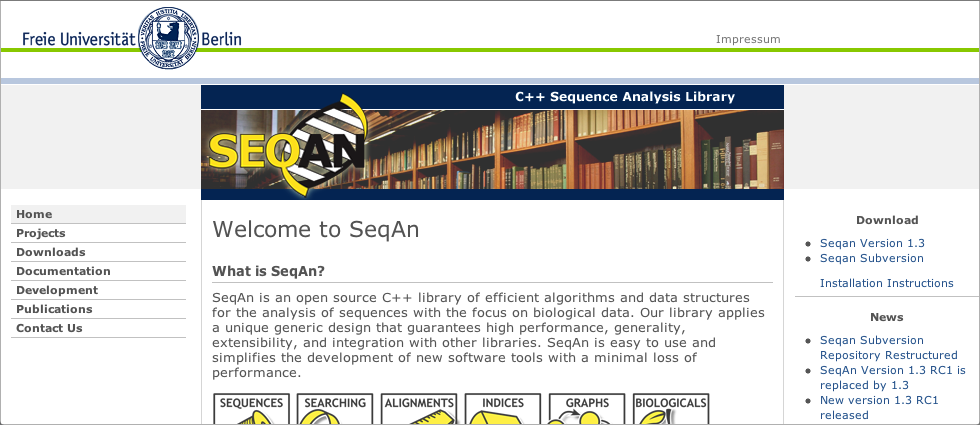 Freie Universität Berlin
Impressum
C++ Sequence Analysis Library
SEQAN
Home
Projects
Downloads
Documentation
Development
Publications
Contact Us
Welcome to SeqAn
What is SeqAn?
SeqAn is an open source C++ library of efficient algorithms and data structures
for the analysis of sequences with the focus on biological data. Our library applies
a unique generic design that guarantees high performance, generality,
extensibility, and integration with other libraries. SeqAn is easy to use and
simplifies the development of new software tools with a minimal loss of
performance.
SEQUENCES
SEARCHING
ALIGNMENTS
INDICES
GRAPHS
BIOLOGICALS
Download
Seqan Version 1.3
Seqan Subversion
Installation Instructions
News
Seqan Subversion
Repository Restructured
SeqAn Version 1.3 RC1 is
replaced by 1.3
New version 1.3 RC1
released